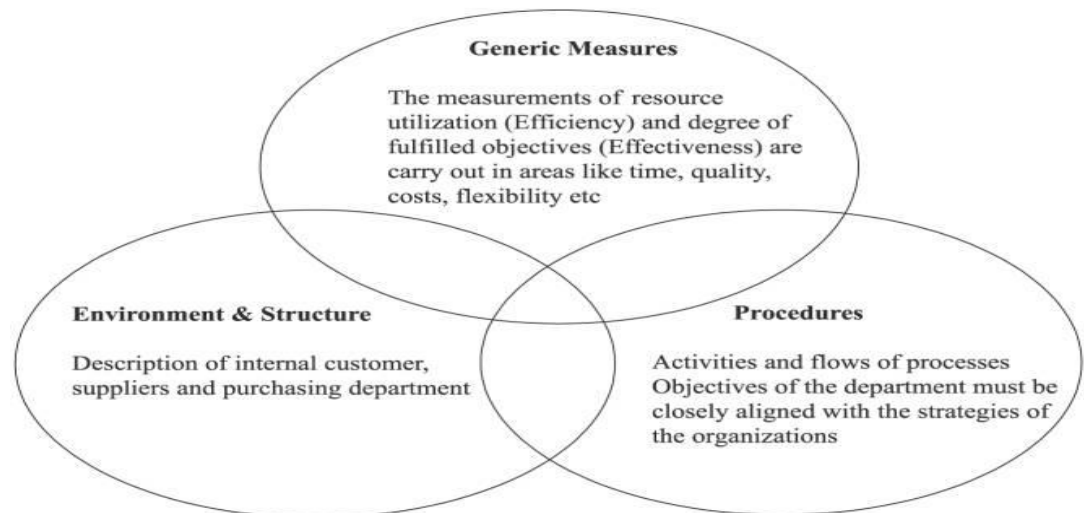 Generic Measures
The measurements of resource
utilization (Efficiency) and degree of
fulfilled objectives (Effectiveness) are
carry out in areas like time, quality,
costs, flexibility etc
Environment & Structure
Description of internal customer,
suppliers and purchasing department
Procedures
Activities and flows of processes
Objectives of the department must be
closely aligned with the strategies of
the organizations